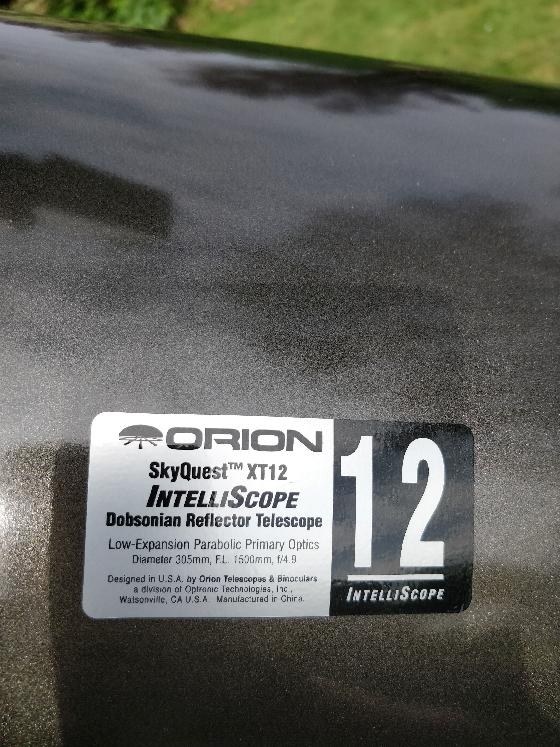 ORION
SkyQuest™ XT12
INTELLISCOPE
Dobsonian Reflector Telescope
Low-Expansion Parabolic Primary Optics
Diameter 305mm, F.L. 1500mm, f/4.9
Designed in U.S.A. by Orion Telescopes & Binoculars
a division of Optronic Technologies, Inc.,
Watsonville, CA U.S.A. Manufactured in China.
12
INTELLISCOPE